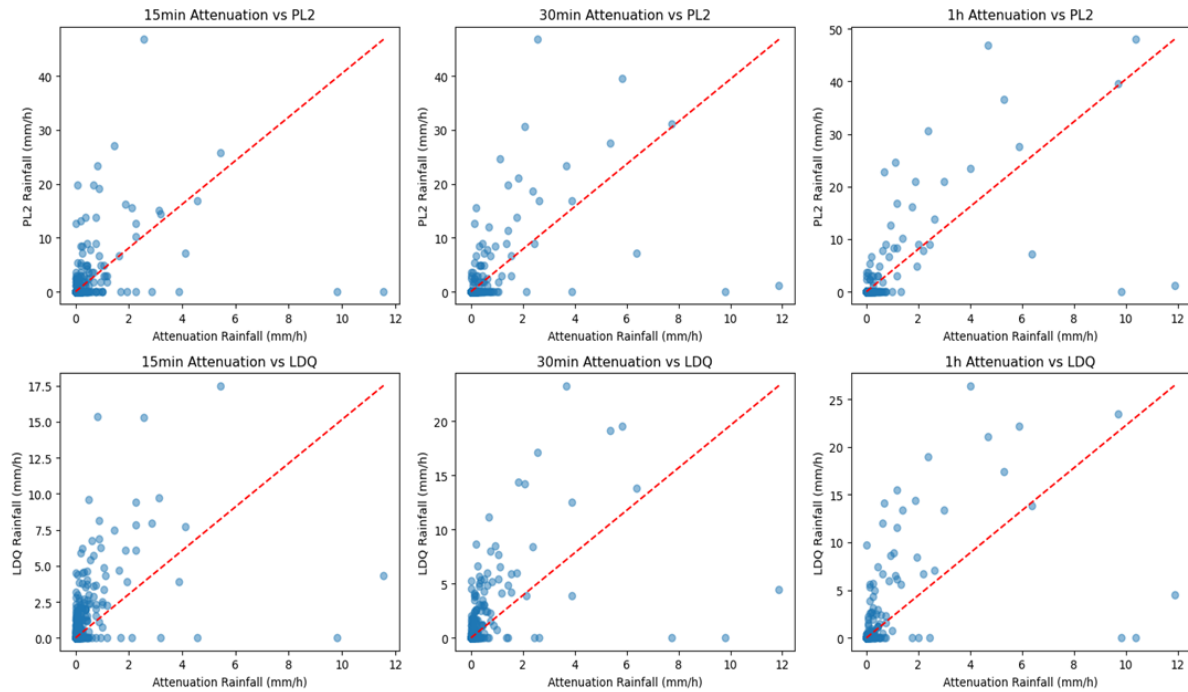 15min Attenuation vs PL2
PL2 Rainfall (mm/h)
40
30
20
10
0
0 2 4 6 8 10 12
Attenuation Rainfall (mm/h)
30min Attenuation vs PL2
PL2 Rainfall (mm/h)
40
30
20
10
0
0 2 4 6 8 10 12
Attenuation Rainfall (mm/h)
1h Attenuation vs PL2
PL2 Rainfall (mm/h)
50
40
30
20
10
0
0 2 4 6 8 10 12
Attenuation Rainfall (mm/h)
15min Attenuation vs LDQ
LDQ Rainfall (mm/h)
17.5
15.0
12.5
10.0
7.5
5.0
2.5
0.0
0 2 4 6 8 10 12
Attenuation Rainfall (mm/h)
30min Attenuation vs LDQ
LDQ Rainfall (mm/h)
20
15
10
5
0
0 2 4 6 8 10 12
Attenuation Rainfall (mm/h)
1h Attenuation vs LDQ
LDQ Rainfall (mm/h)
25
20
15
10
5
0
0 2 4 6 8 10 12
Attenuation Rainfall (mm/h)